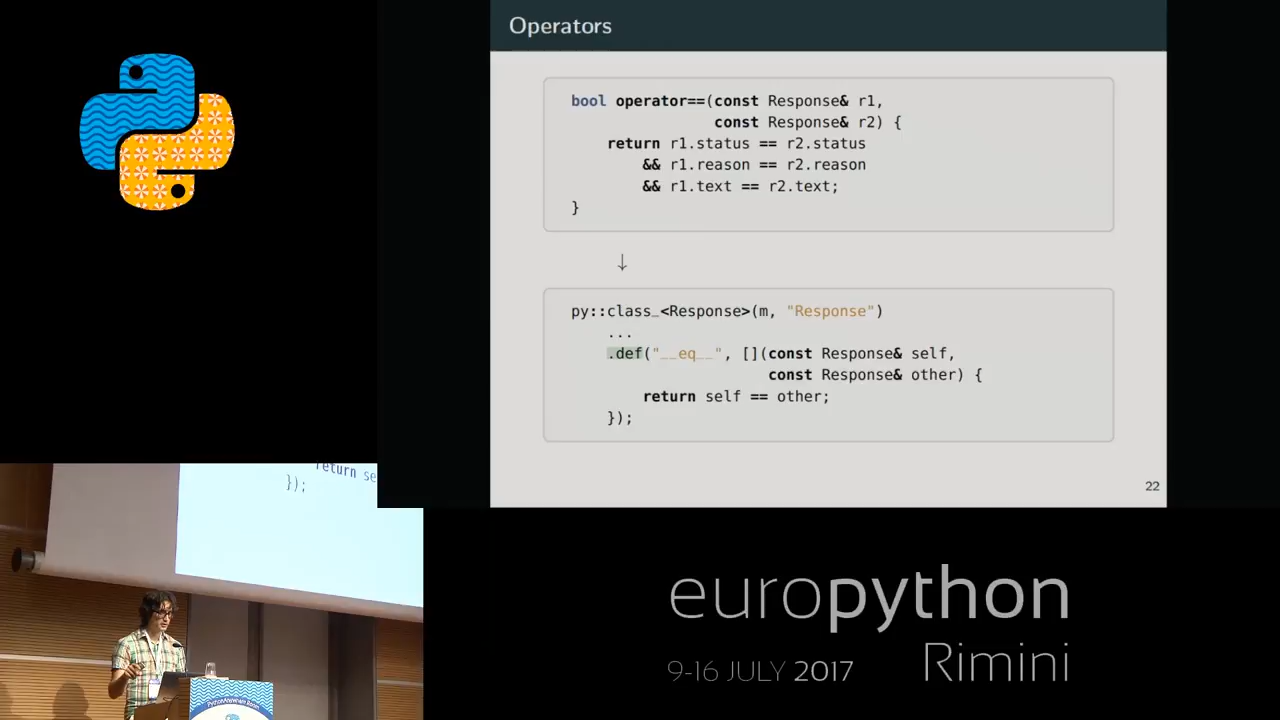 Operators
bool operator==(const Response& r1,
const Response& r2) {
return r1.status == r2.status
&& r1.reason == r2.reason
&& r1.text == r2.text;
}
↓
py::class_<Response>(m, "Response")
...
.def("__eq__", [](const Response& self,
const Response& other) {
return self == other;
});
22
return se
});
europython
Rimini
9-16 JULY 2017